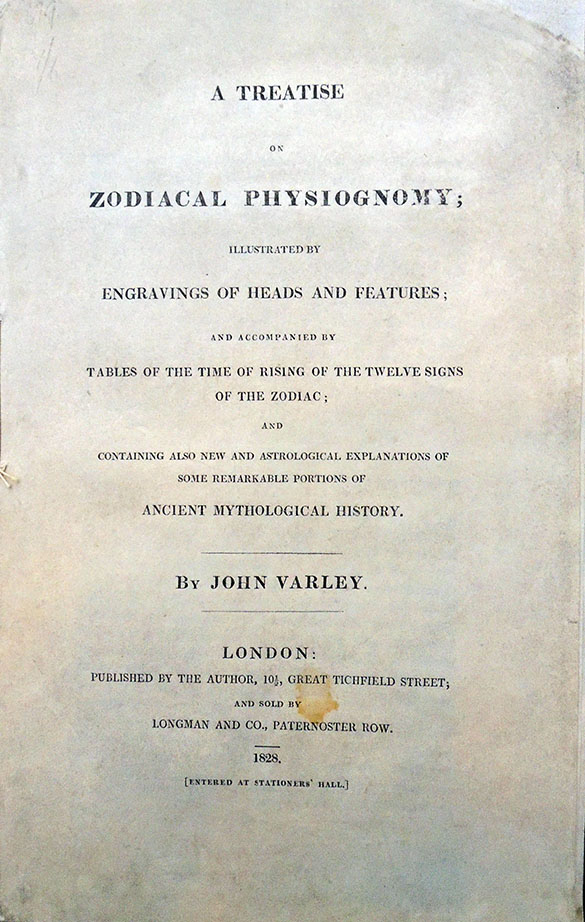 A TREATISE
ON
ZODIACAL PHYSIOGNOMY;
ILLUSTRATED BY
ENGRAVINGS OF HEADS AND FEATURES;
AND ACCOMPANIED BY
TABLES OF THE TIME OF RISING OF THE TWELVE SIGNS
OF THE ZODIAC;
AND
CONTAINING ALSO NEW AND ASTROLOGICAL EXPLANATIONS OF
SOME REMARKABLE PORTIONS OF
ANCIENT MYTHOLOGICAL HISTORY.
BY JOHN VARLEY.
LONDON:
PUBLISHED BY THE AUTHOR, 10½, GREAT TICHFIELD STREET;
AND SOLD BY
LONGMAN AND CO., PATERNOSTER ROW.
1828.
[ENTERED AT STATIONERS' HALL.]